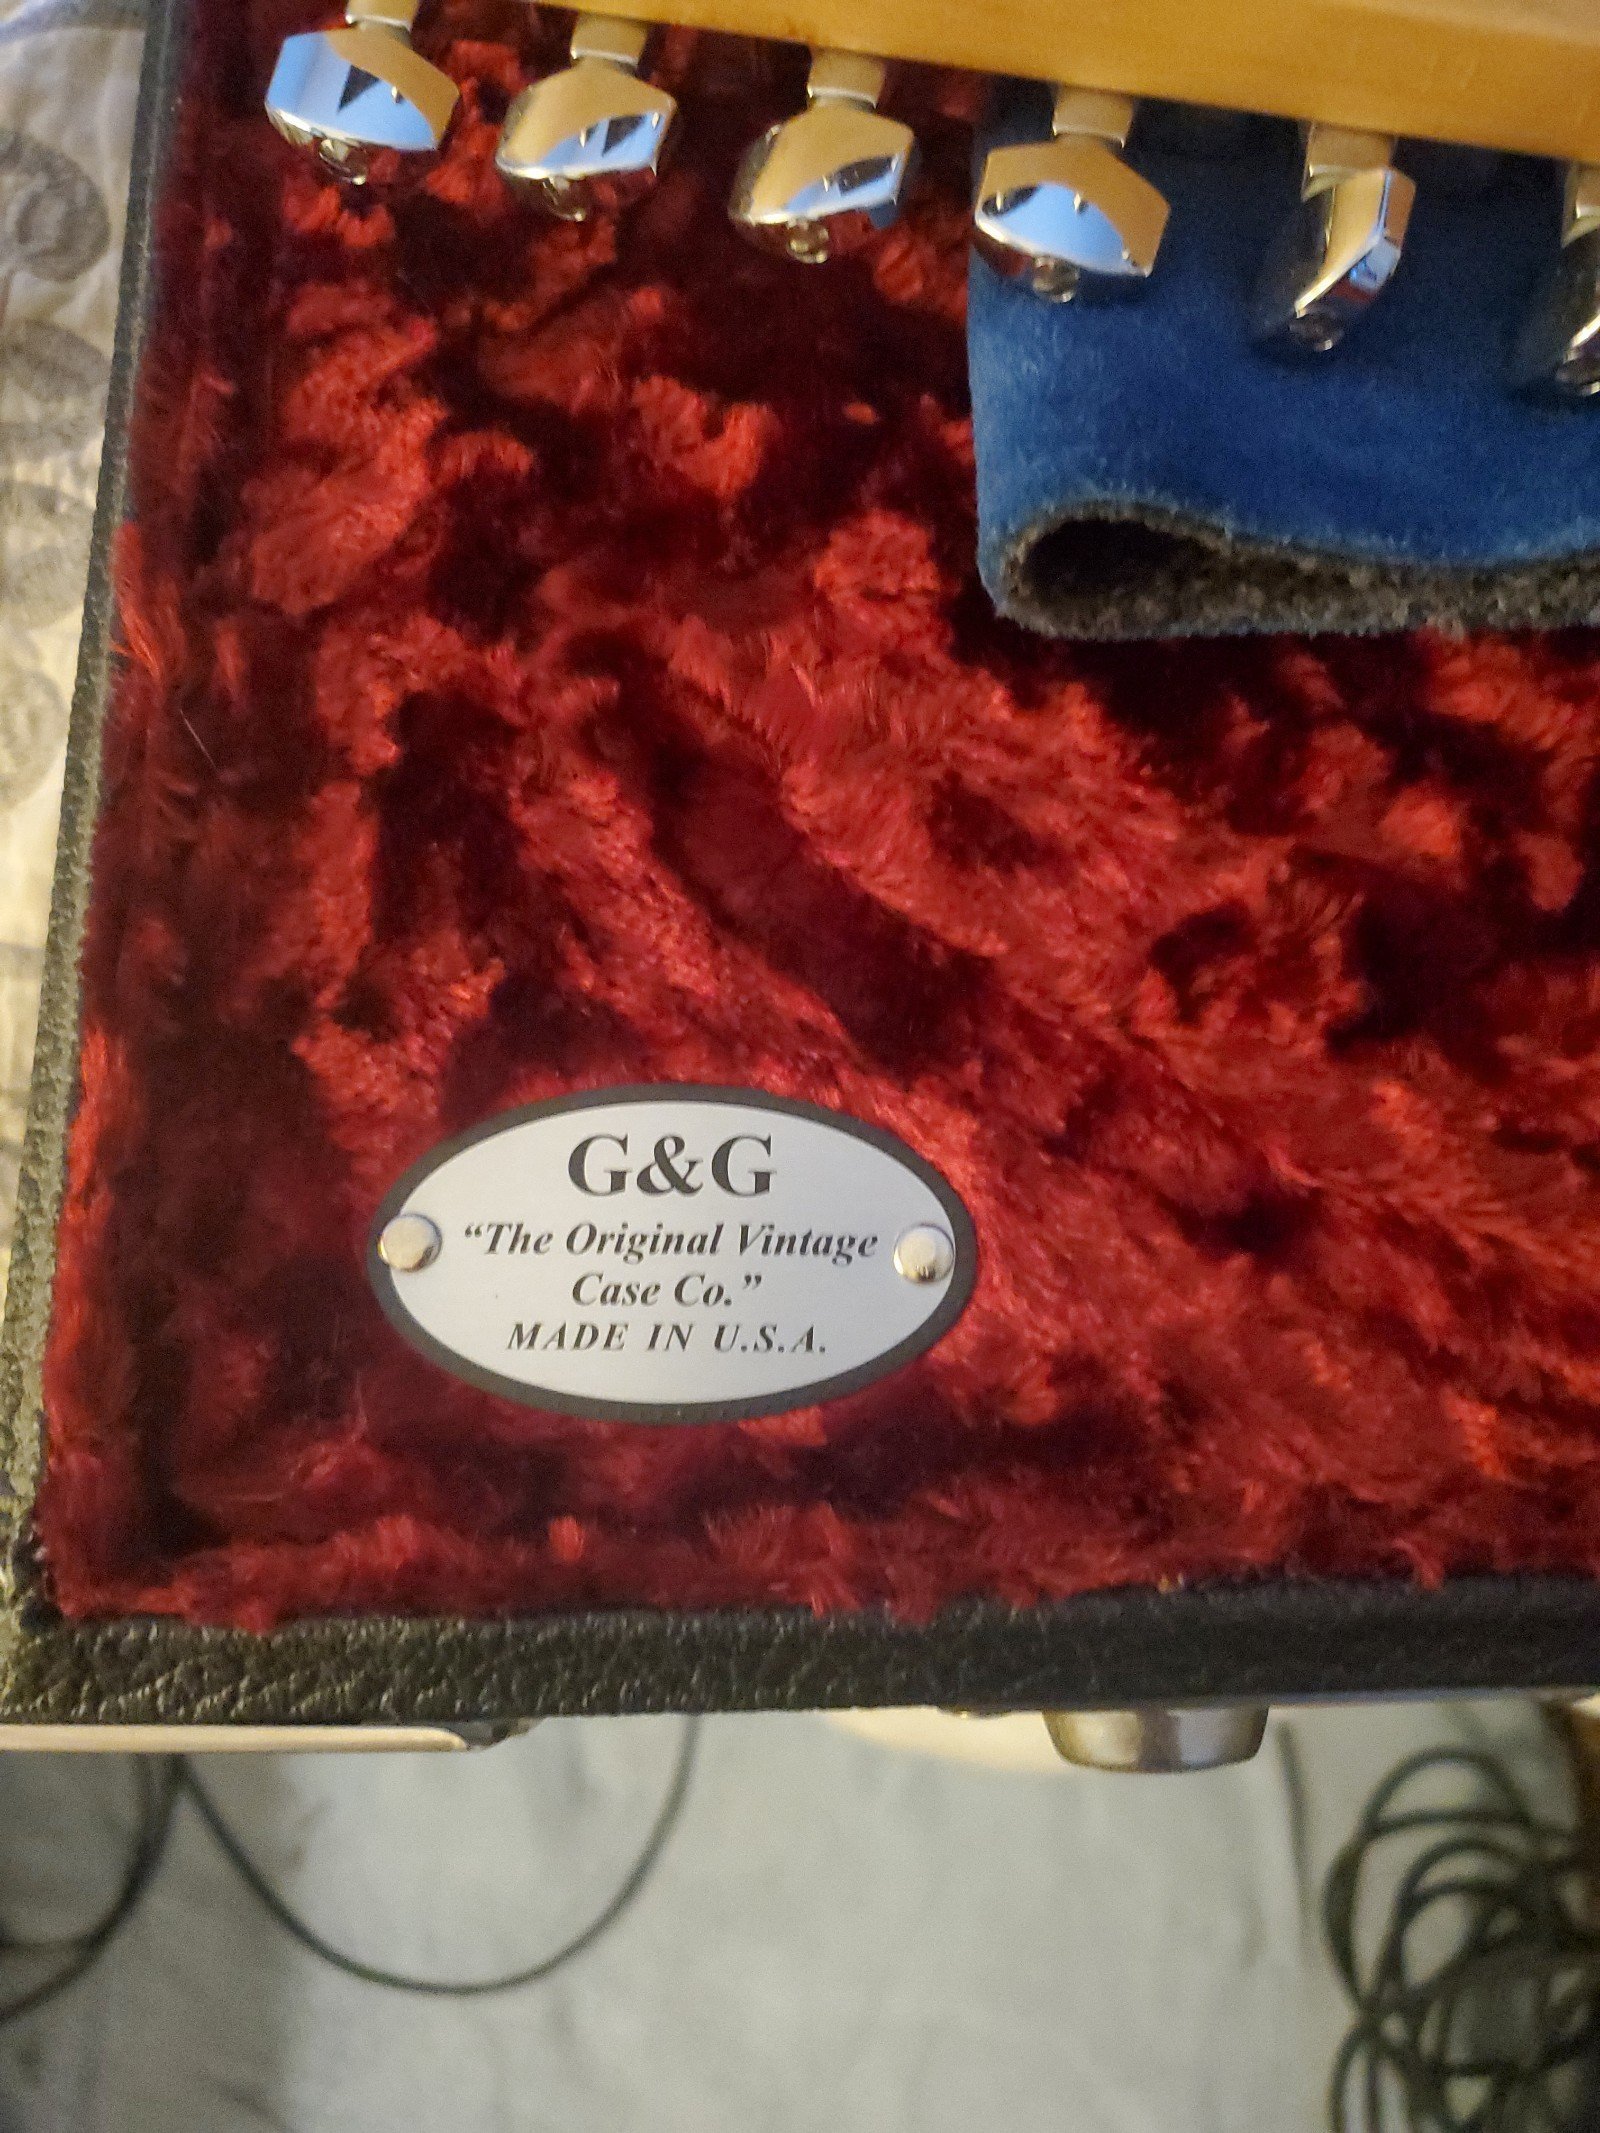 G&G
“The Original Vintage
Case Co.”
MADE IN U.S.A.